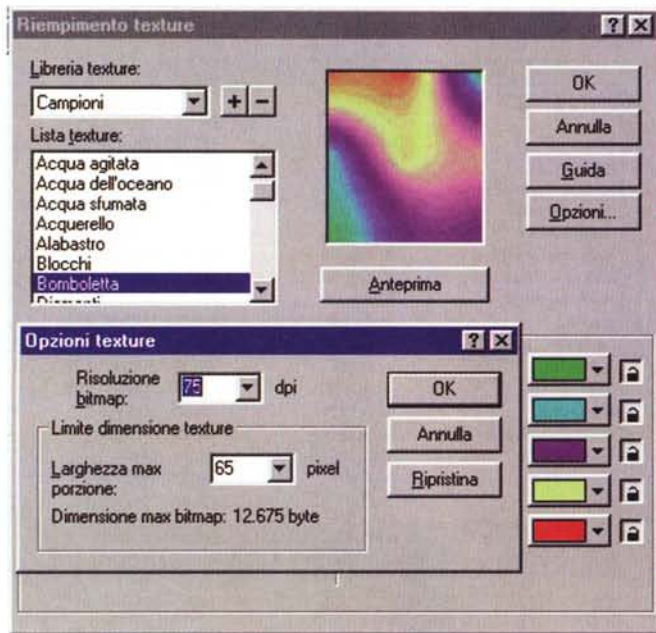 Riempimento texture
Libreria texture:
Campioni
Lista texture:
Acqua agitata
Acqua dell'oceano
Acqua sfumata
Acquerello
Alabastro
Blocchi
Bomboletta
Diamanti
OK
Annulla
Guida
Opzioni...
Anteprima
Opzioni texture
Risoluzione
bitmap:
75
dpi
Limite dimensione texture
Larghezza max
porzione:
65
pixel
Dimensione max bitmap: 12.675 byte
OK
Annulla
Ripristina